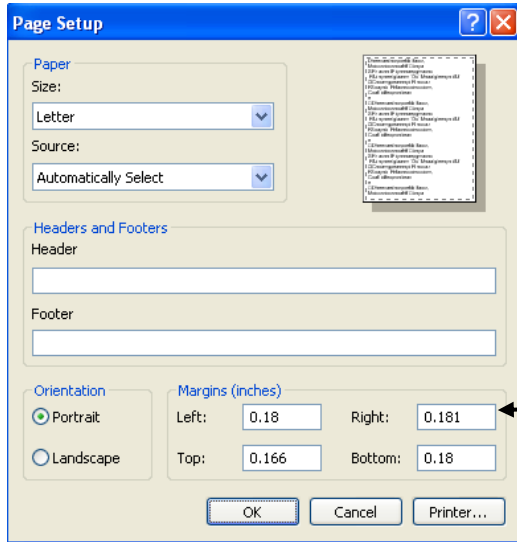 Page Setup
Paper
Size:
Letter
Source:
Automatically Select
Headers and Footers
Header
Footer
Orientation
Portrait
Landscape
Margins (inches)
Left: 0.18 Right: 0.181
Top: 0.166 Bottom: 0.18
OK Cancel Printer...